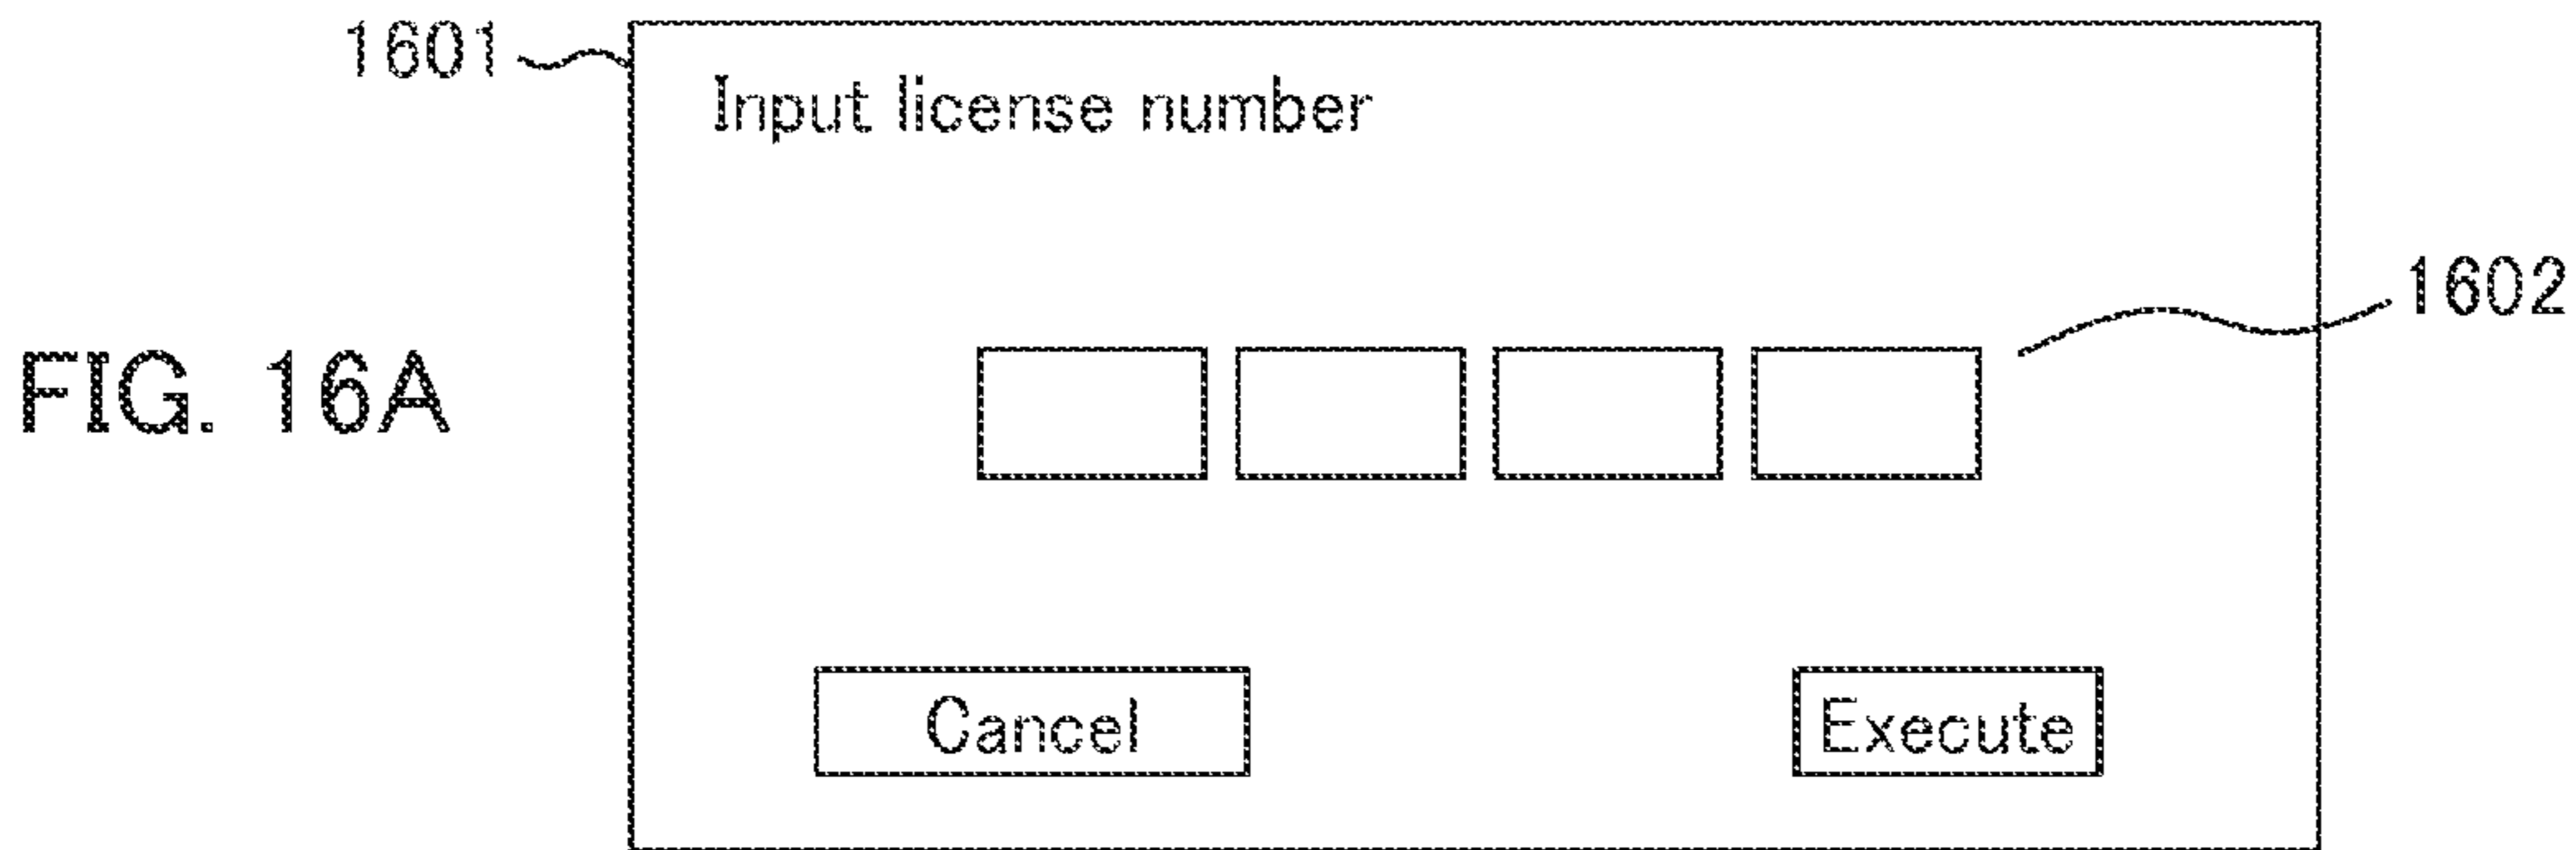 1601
Input license number
1602
FIG. 16A
Cancel
Execute